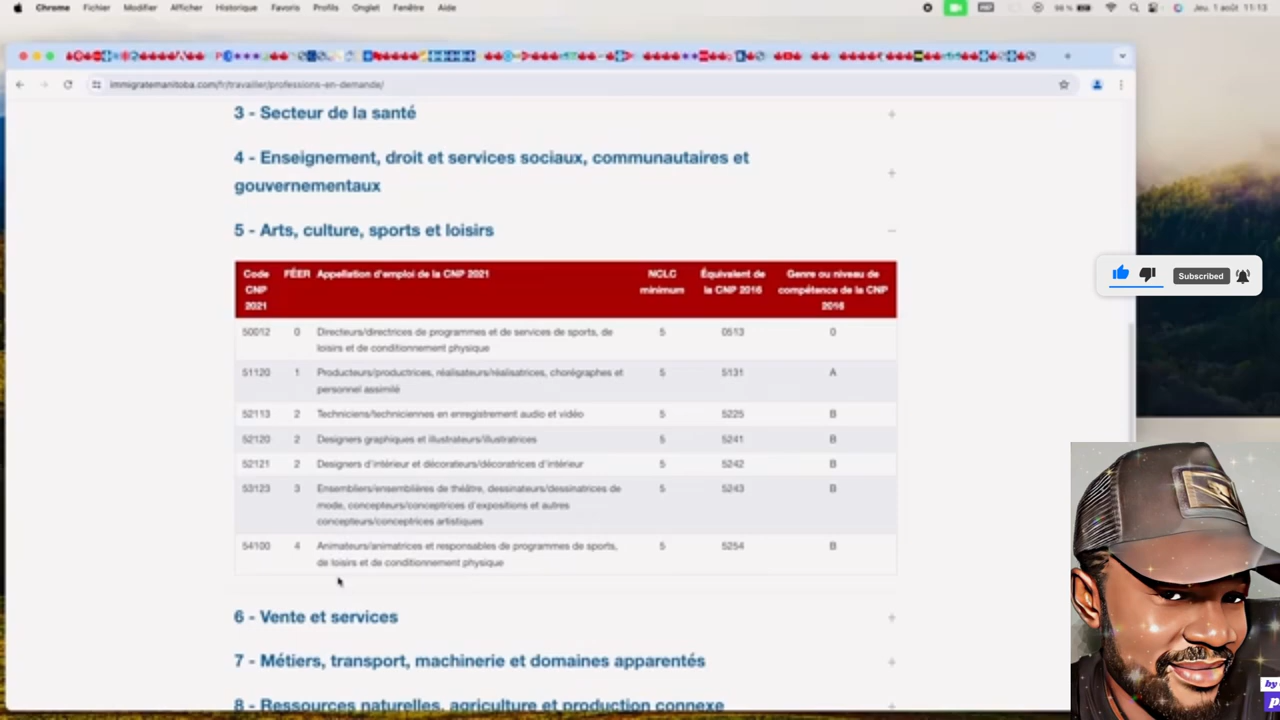 Chrome Fichier Modifier Afficher Historique Favoris Profils Onglet Fenêtre Aide
98 % Jeu. 1 août 11:13
immigratemanitoba.com/fr/travailler/professions-en-demande/
3 - Secteur de la santé
4 - Enseignement, droit et services sociaux, communautaires et
gouvernementaux
5 - Arts, culture, sports et loisirs
Code CNP 2021 FÉER Appellation d'emploi de la CNP 2021 NCLC minimum Équivalent de la CNP 2016 Genre ou niveau de compétence de la CNP 2016
50012 0 Directeurs/directrices de programmes et de services de sports, de
loisirs et de conditionnement physique 5 0513 0
51120 1 Producteurs/productrices, réalisateurs/réalisatrices, chorégraphes et
personnel assimilé 5 5131 A
52113 2 Techniciens/techniciennes en enregistrement audio et vidéo 5 5225 B
52120 2 Designers graphiques et illustrateurs/illustratrices 5 5241 B
52121 2 Designers d'intérieur et décorateurs/décoratrices d'intérieur 5 5242 B
53123 3 Ensembliers/ensemblières de théâtre, dessinateurs/dessinatrices de
mode, concepteurs/conceptrices d'expositions et autres
concepteurs/conceptrices artistiques 5 5243 B
54100 4 Animateurs/animatrices et responsables de programmes de sports,
de loisirs et de conditionnement physique 5 5254 B
6 - Vente et services
7 - Métiers, transport, machinerie et domaines apparentés
8 - Ressources naturelles, agriculture et production connexe
Subscribed
by